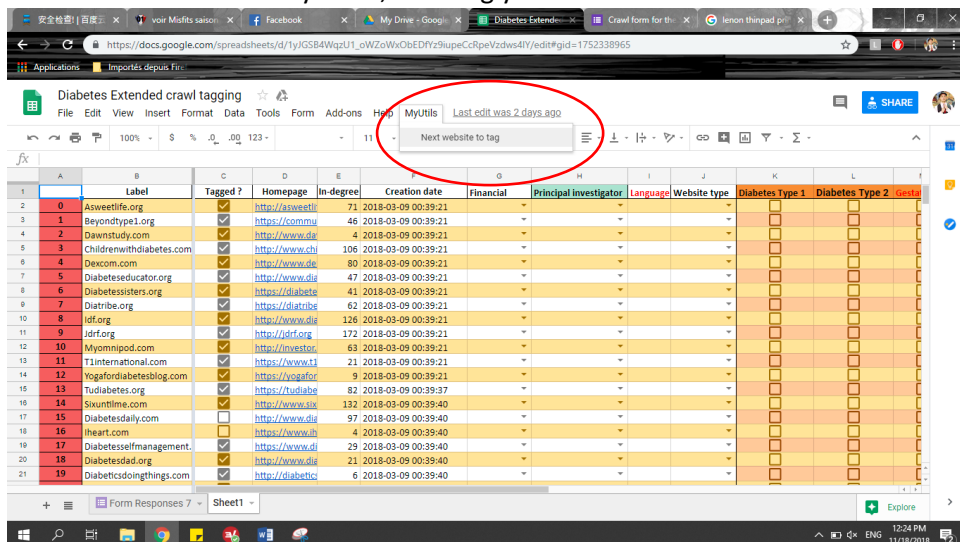 安全检查! | 百度 voir Misfits saison Facebook My Drive - Google Diabetes Extended Crawl form for the lenon thinpad pri
https://docs.google.com/spreadsheets/d/1yJGSB4WqzU1_oWZoWxObEDfYz9iupeCcRpeVzdws4IY/edit#gid=1752338965
Applications Importés depuis Fire
Diabetes Extended crawl tagging
SHARE
File Edit View Insert Format Data Tools Form Add-ons Help MyUtils Last edit was 2 days ago
100% $ % .0 .00 123 11
Next website to tag
fx
A B C D E F G H I J K L
1 Label Tagged ? Homepage In-degree Creation date Financial Principal investigator Language Website type Diabetes Type 1 Diabetes Type 2 Gesta
2 0 Asweetlife.org http://asweetli 71 2018-03-09 00:39:21
3 1 Beyondtype1.org https://commu 46 2018-03-09 00:39:21
4 2 Dawnstudy.com http://www.da 4 2018-03-09 00:39:21
5 3 Childrenwithdiabetes.com http://www.chi 106 2018-03-09 00:39:21
6 4 Dexcom.com http://www.de 80 2018-03-09 00:39:21
7 5 Diabeteseducator.org http://www.dia 47 2018-03-09 00:39:21
8 6 Diabetessisters.org https://diabete 41 2018-03-09 00:39:21
9 7 Diatribe.org http://diatribe 62 2018-03-09 00:39:21
10 8 Idf.org http://www.dia 126 2018-03-09 00:39:21
11 9 Jdrf.org http://jdrf.org 172 2018-03-09 00:39:21
12 10 Myomnipod.com http://investor. 63 2018-03-09 00:39:21
13 11 T1international.com https://www.t1 21 2018-03-09 00:39:21
14 12 Yogafordiabetesblog.com https://yogafor 9 2018-03-09 00:39:21
15 13 Tudiabetes.org https://tudiabe 82 2018-03-09 00:39:37
16 14 Sixuntilme.com http://www.six 132 2018-03-09 00:39:40
17 15 Diabetesdaily.com http://www.dia 97 2018-03-09 00:39:40
18 16 Iheart.com https://www.ih 4 2018-03-09 00:39:40
19 17 Diabetesselfmanagement. https://www.di 29 2018-03-09 00:39:40
20 18 Diabetesdad.org http://www.dia 21 2018-03-09 00:39:40
21 19 Diabeticsdoingthings.com http://diabetic 6 2018-03-09 00:39:40
Form Responses 7 Sheet1 Explore
ENG 12:24 PM
11/18/2018